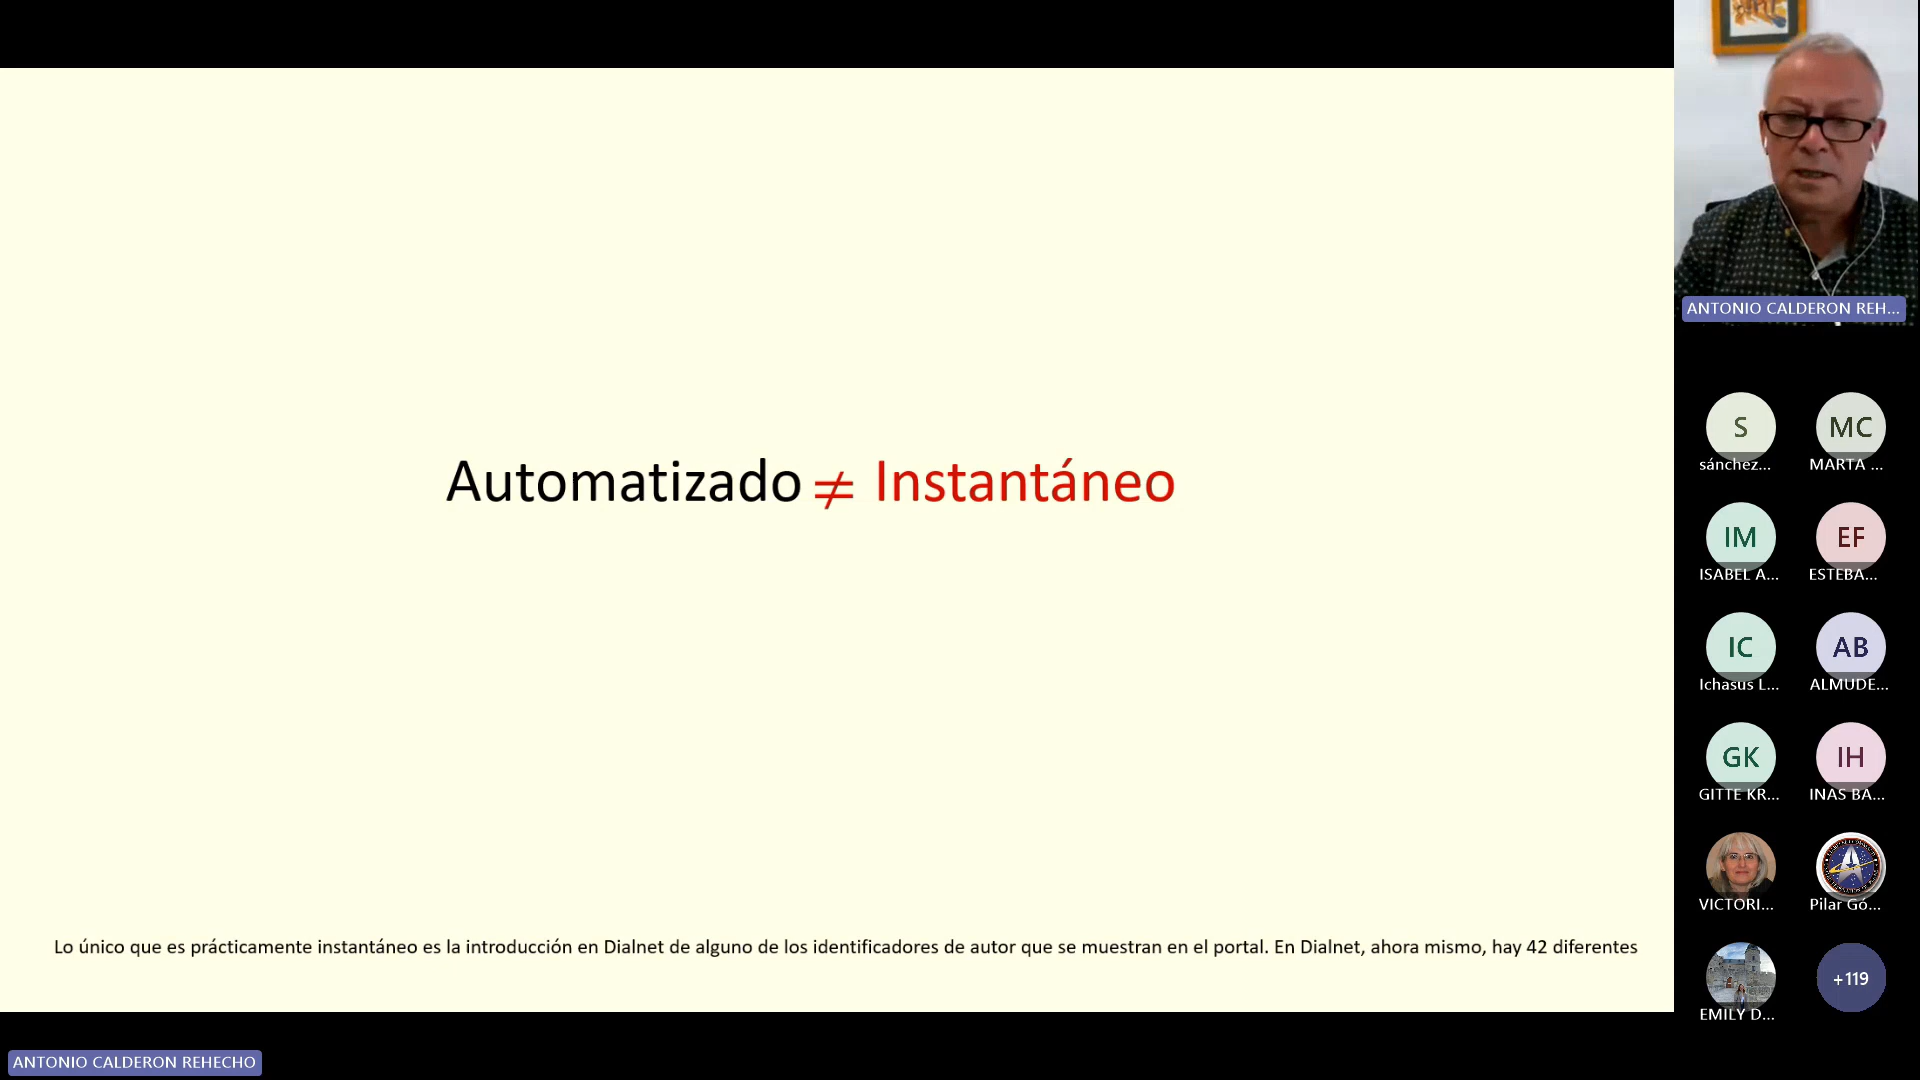 Automatizado ≠ Instantáneo
Lo único que es prácticamente instantáneo es la introducción en Dialnet de alguno de los identificadores de autor que se muestran en el portal. En Dialnet, ahora mismo, hay 42 diferentes
ANTONIO CALDERON REHECHO
ANTONIO CALDERON REH...
S
sánchez...
MC
MARTA ...
IM
ISABEL A...
EF
ESTEBA...
IC
Ichasus L...
AB
ALMUDE...
GK
GITTE KR...
IH
INAS BA...
VICTORI...
Pilar Gó...
EMILY D...
+119